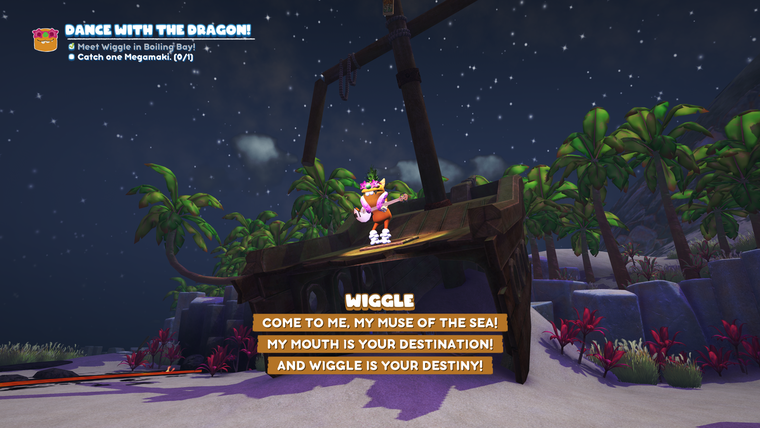 DANCE WITH THE DRAGON!
Meet Wiggle in Boiling Bay!
Catch one Megamaki. (0/1)
WIGGLE
COME TO ME, MY MUSE OF THE SEA!
MY MOUTH IS YOUR DESTINATION!
AND WIGGLE IS YOUR DESTINY!